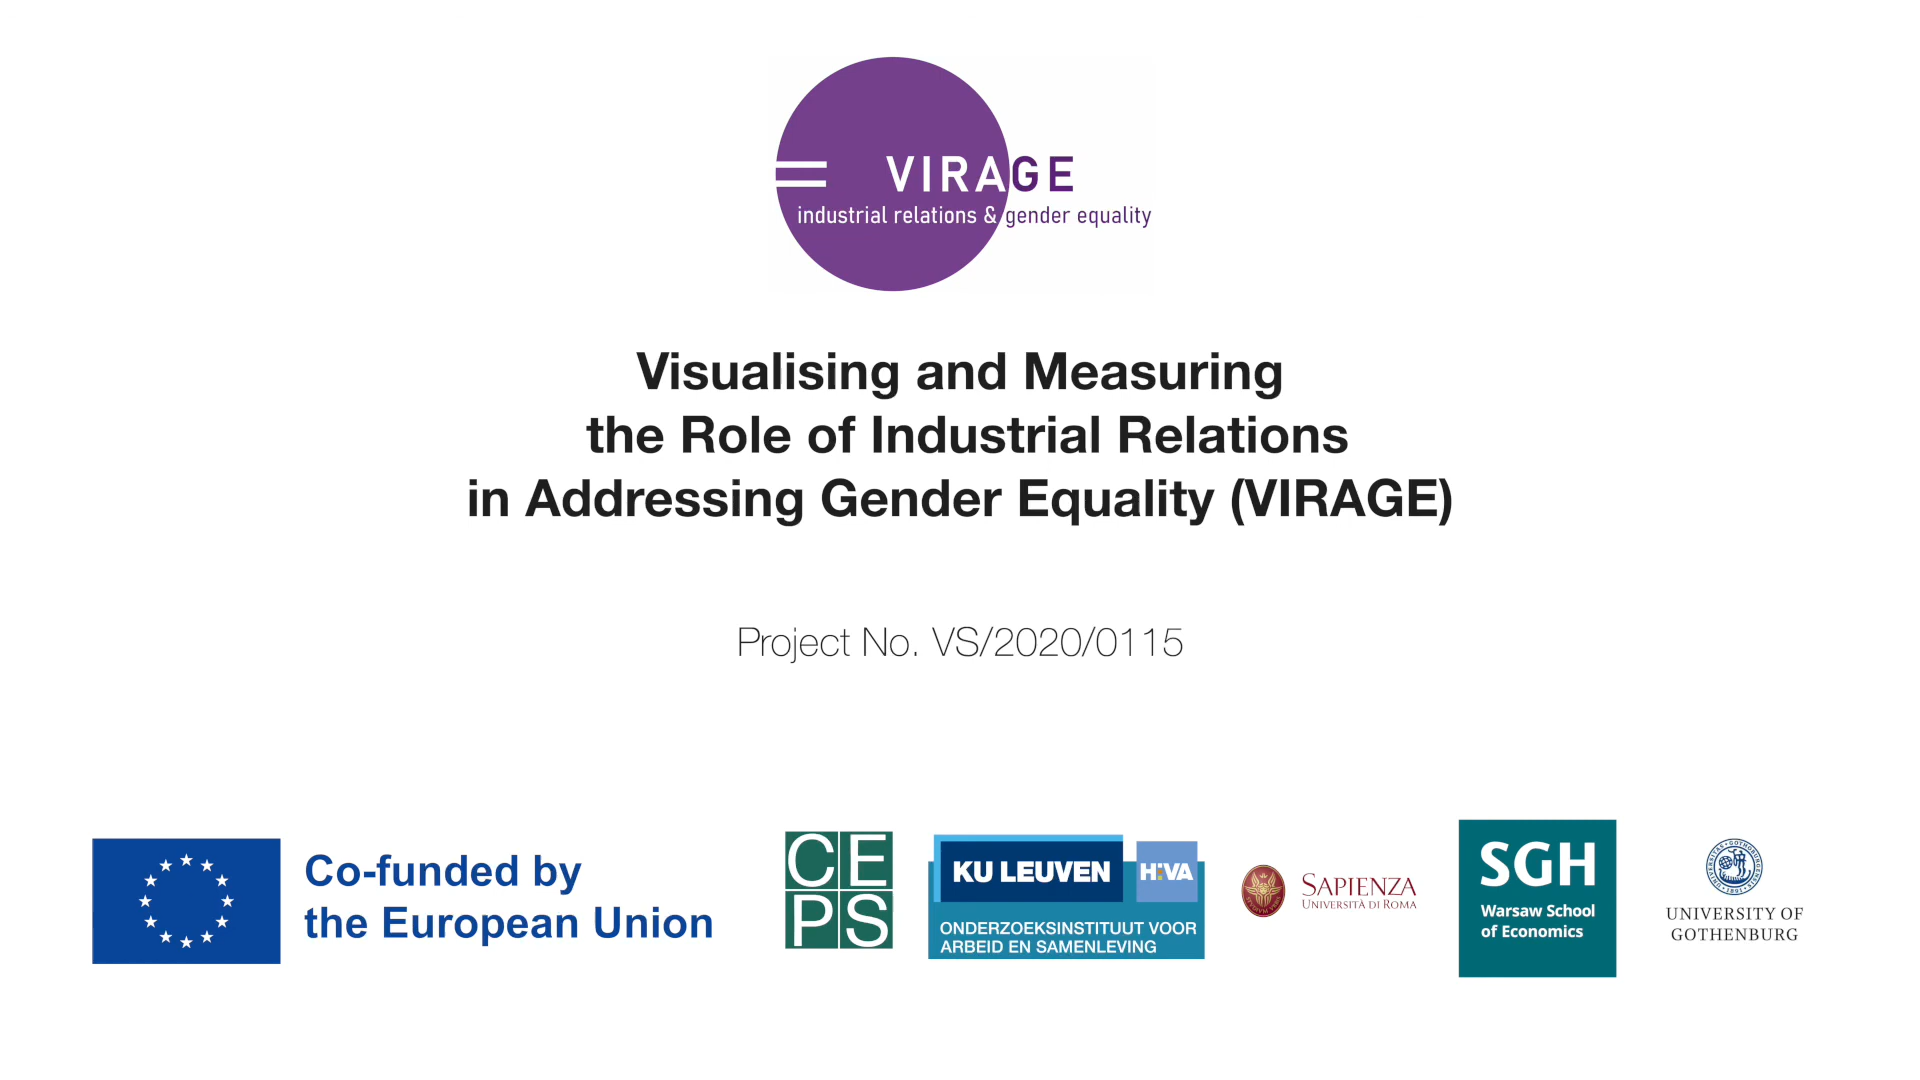 VIRAGE
industrial relations & gender equality
Visualising and Measuring
the Role of Industrial Relations
in Addressing Gender Equality (VIRAGE)
Project No. VS/2020/0115
Co-funded by
the European Union
CE
PS
KU LEUVEN
HIVA
ONDERZOEKSINSTITUUT VOOR
ARBEID EN SAMENLEVING
SAPIENZA
UNIVERSITÀ DI ROMA
SGH
Warsaw School
of Economics
UNIVERSITY OF
GOTHENBURG